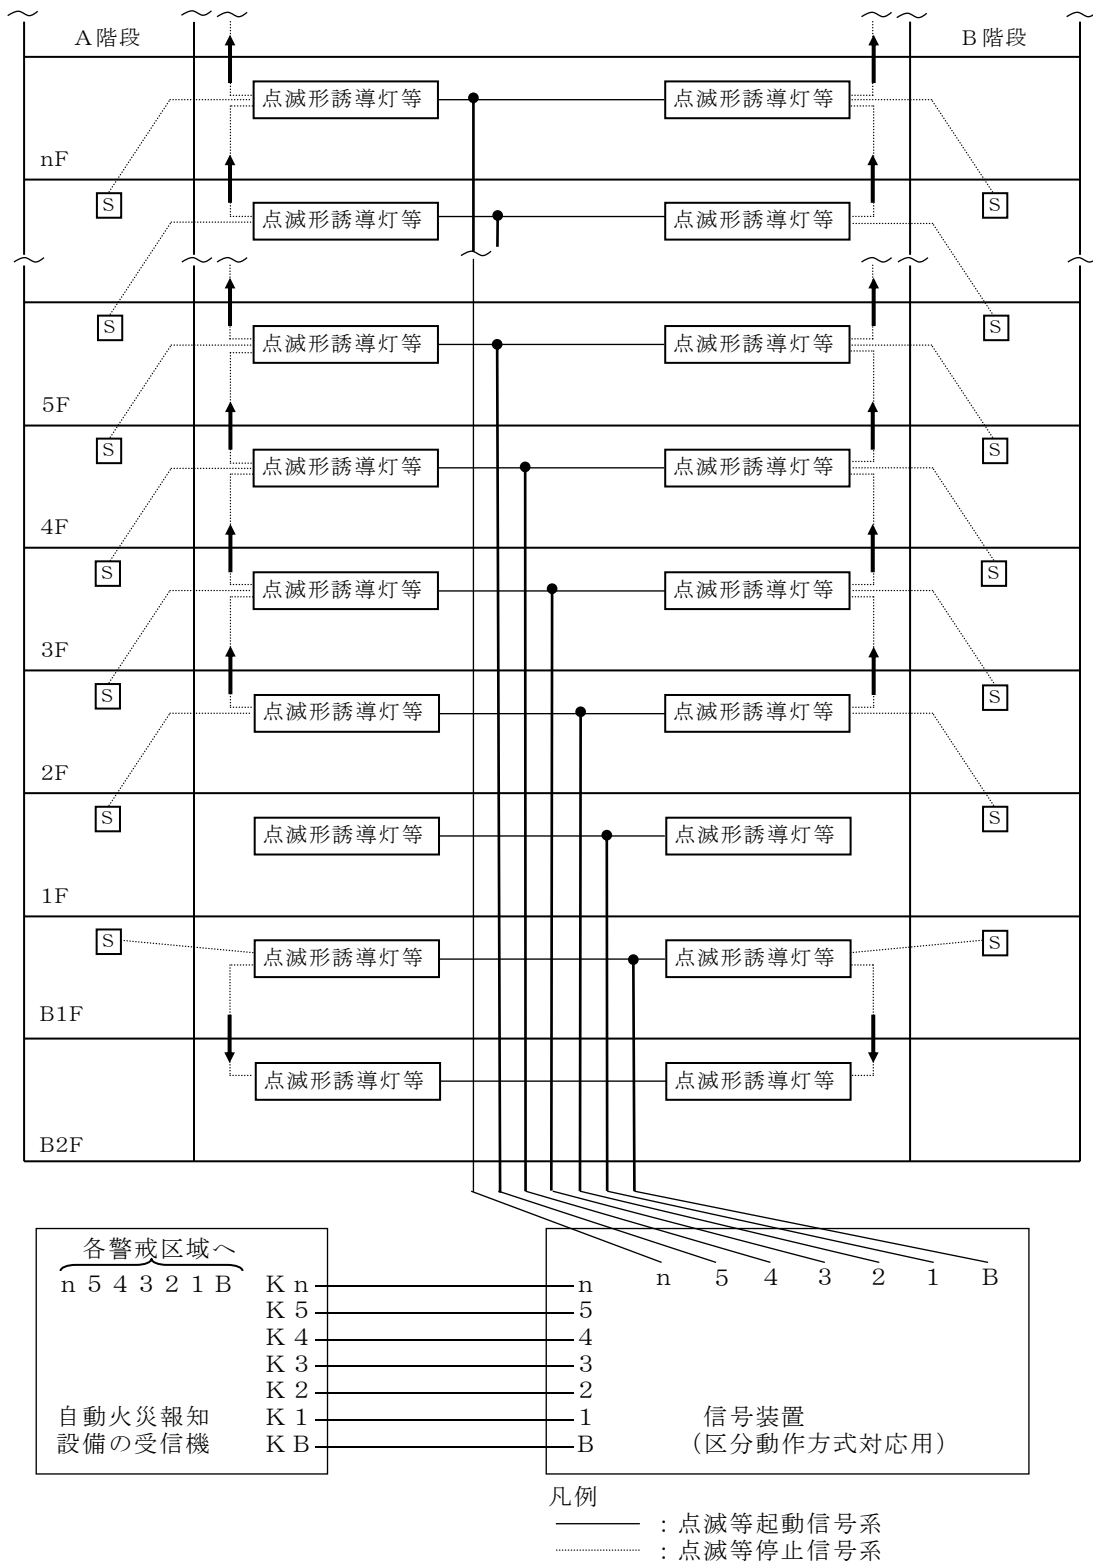 A階段
B階段
点滅形誘導灯等
点滅形誘導灯等
nF
S
S
点滅形誘導灯等
点滅形誘導灯等
S
S
点滅形誘導灯等
点滅形誘導灯等
5F
S
S
点滅形誘導灯等
点滅形誘導灯等
4F
S
S
点滅形誘導灯等
点滅形誘導灯等
3F
S
S
点滅形誘導灯等
点滅形誘導灯等
2F
S
S
点滅形誘導灯等
点滅形誘導灯等
1F
S
S
点滅形誘導灯等
点滅形誘導灯等
B1F
点滅形誘導灯等
点滅形誘導灯等
B2F
各警戒区域へ
n 5 4 3 2 1 B
K n
K 5
K 4
K 3
K 2
K 1
K B
自動火災報知
設備の受信機
n 5 4 3 2 1 B
n
5
4
3
2
1
B
信号装置
(区分動作方式対応用)
凡例
:点滅等起動信号系
:点滅等停止信号系